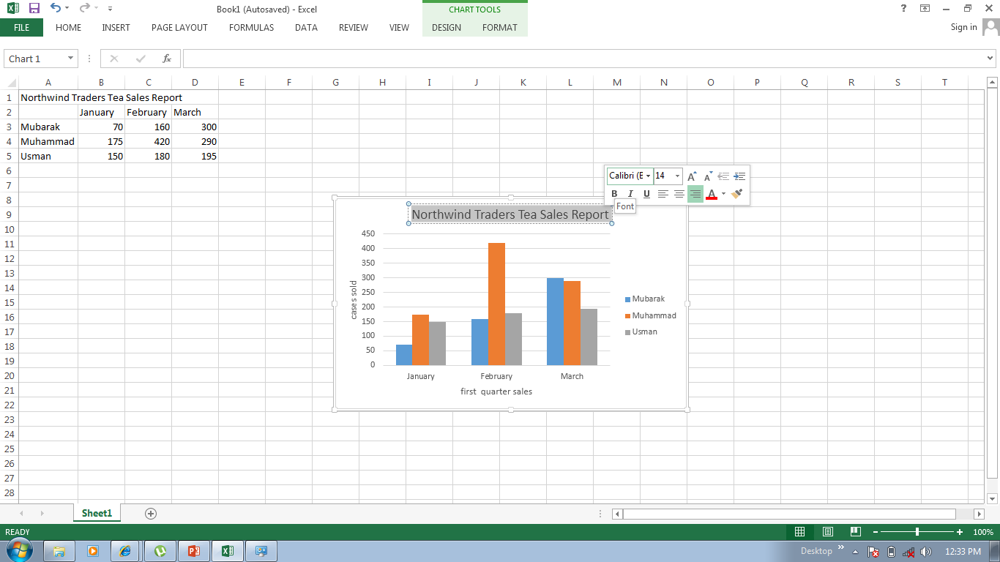 Book1 (Autosaved) - Excel
CHART TOOLS
?
FILE HOME INSERT PAGE LAYOUT FORMULAS DATA REVIEW VIEW DESIGN FORMAT Sign in
Chart 1 fx
A B C D E F G H I J K L M N O P Q R S T
1 Northwind Traders Tea Sales Report
2 January February March
3 Mubarak 70 160 300
4 Muhammad 175 420 290
5 Usman 150 180 195
6
7
8
9
10
11
12
13
14
15
16
17
18
19
20
21
22
23
24
25
26
27
28
Calibri (E 14 A A
B I U A
Font
Northwind Traders Tea Sales Report
450
400
350
300
250
200
150
100
50
0
cases sold
January February March
first quarter sales
Mubarak
Muhammad
Usman
Sheet1
READY 100%
Desktop 12:33 PM